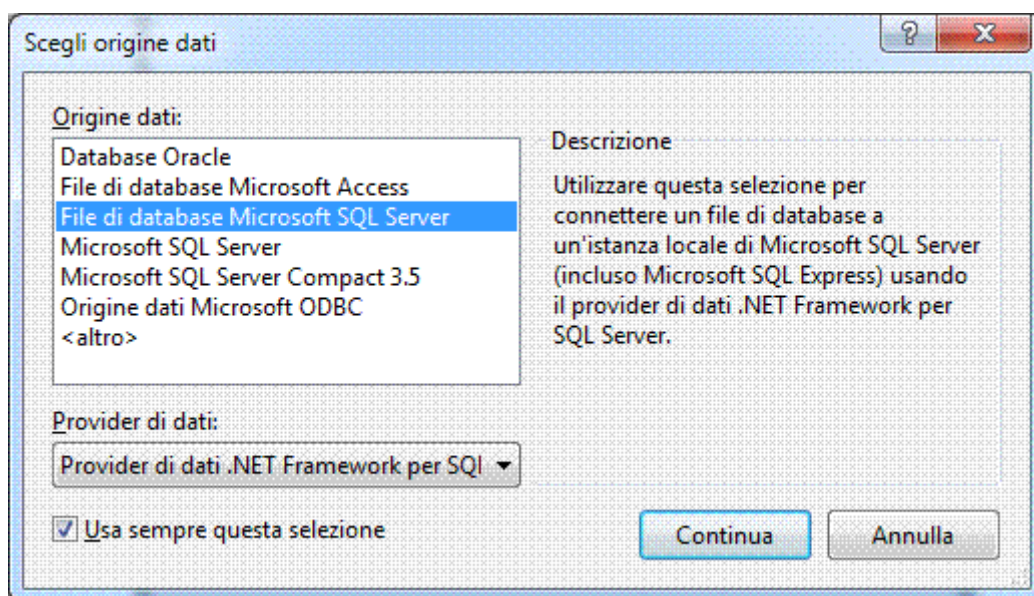 Scegli origine dati
Origine dati:
Database Oracle
File di database Microsoft Access
File di database Microsoft SQL Server
Microsoft SQL Server
Microsoft SQL Server Compact 3.5
Origine dati Microsoft ODBC
<altro>
Descrizione
Utilizzare questa selezione per
connettere un file di database a
un'istanza locale di Microsoft SQL Server
(incluso Microsoft SQL Express) usando
il provider di dati .NET Framework per
SQL Server.
Provider di dati:
Provider di dati .NET Framework per SQl
Usa sempre questa selezione
Continua
Annulla